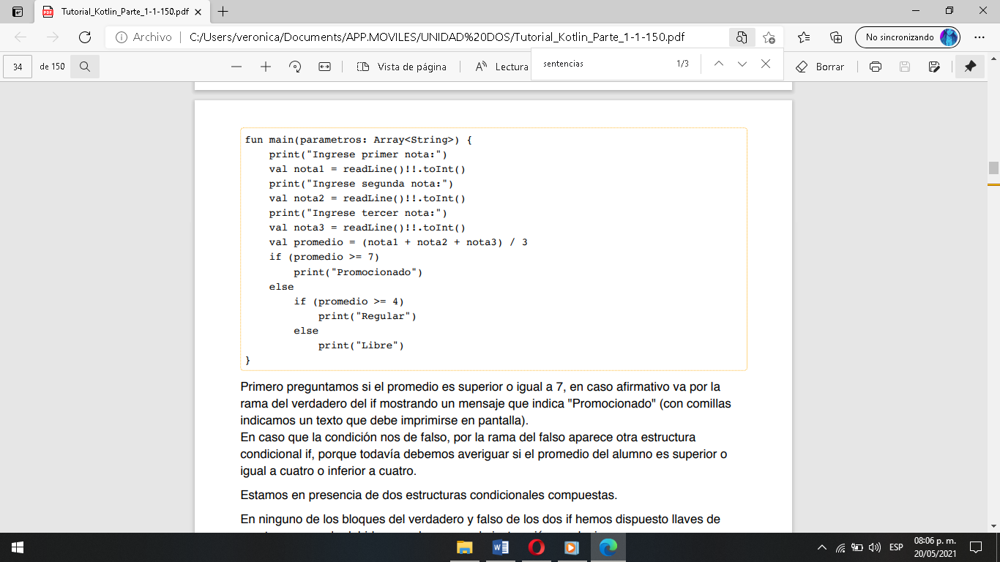 Tutorial_Kotlin_Parte_1-1-150.pdf
Archivo | C:/Users/veronica/Documents/APP.MOVILES/UNIDAD%20DOS/Tutorial_Kotlin_Parte_1-1-150.pdf
No sincronizando
34 de 150
Vista de página
Lectura
sentencias 1/3
Borrar
fun main(parametros: Array<String>) {
    print("Ingrese primer nota:")
    val nota1 = readLine()!!.toInt()
    print("Ingrese segunda nota:")
    val nota2 = readLine()!!.toInt()
    print("Ingrese tercer nota:")
    val nota3 = readLine()!!.toInt()
    val promedio = (nota1 + nota2 + nota3) / 3
    if (promedio >= 7)
        print("Promocionado")
    else
        if (promedio >= 4)
            print("Regular")
        else
            print("Libre")
}
Primero preguntamos si el promedio es superior o igual a 7, en caso afirmativo va por la
rama del verdadero del if mostrando un mensaje que indica "Promocionado" (con comillas
indicamos un texto que debe imprimirse en pantalla).
En caso que la condición nos de falso, por la rama del falso aparece otra estructura
condicional if, porque todavía debemos averiguar si el promedio del alumno es superior o
igual a cuatro o inferior a cuatro.
Estamos en presencia de dos estructuras condicionales compuestas.
En ninguno de los bloques del verdadero y falso de los dos if hemos dispuesto llaves de
ESP
08:06 p. m.
20/05/2021